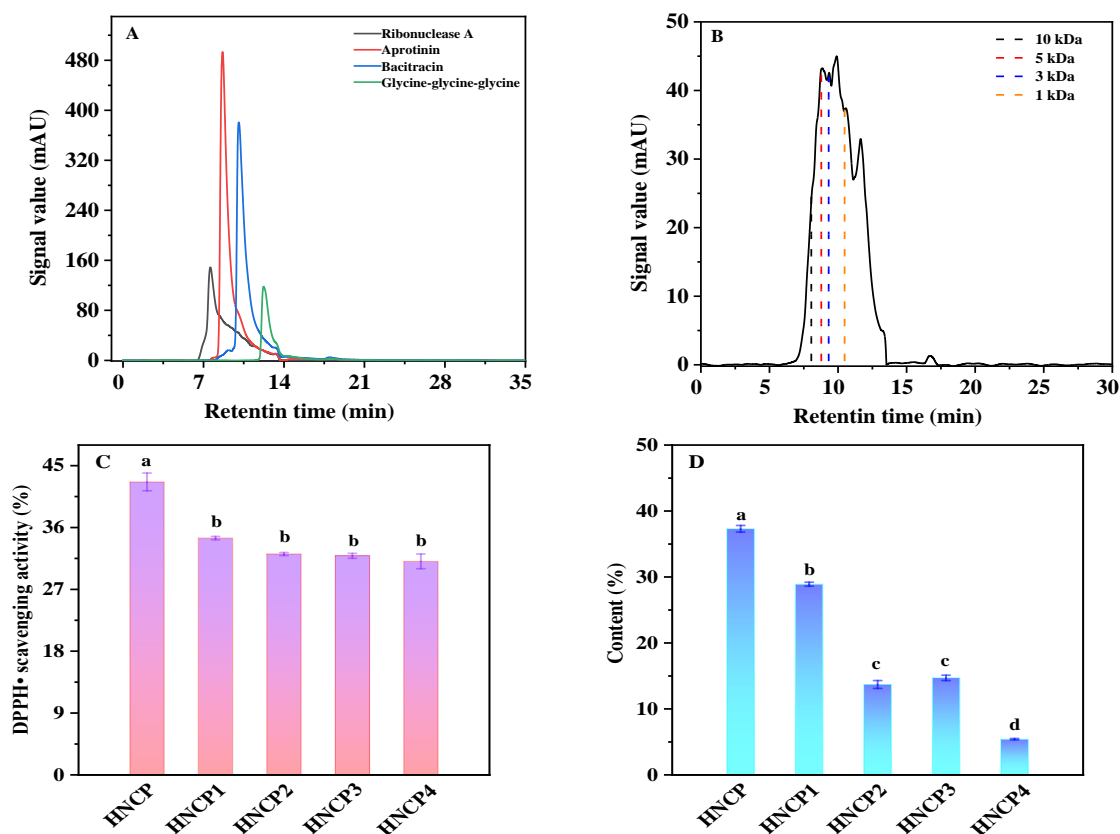 A
Ribonuclease A
Aprotinin
Bacitracin
Glycine-glycine-glycine
480
400
320
240
160
80
0
Signal value (mAU)
0 7 14 21 28 35
Retentin time (min)
B
10 kDa
5 kDa
3 kDa
1 kDa
50
40
30
20
10
0
Signal value (mAU)
0 5 10 15 20 25 30
Retentin time (min)
C
45
36
27
18
9
0
DPPH• scavenging activity (%)
a b b b b
HNCP HNCP1 HNCP2 HNCP3 HNCP4
D
50
40
30
20
10
0
Content (%)
a b c c d
HNCP HNCP1 HNCP2 HNCP3 HNCP4